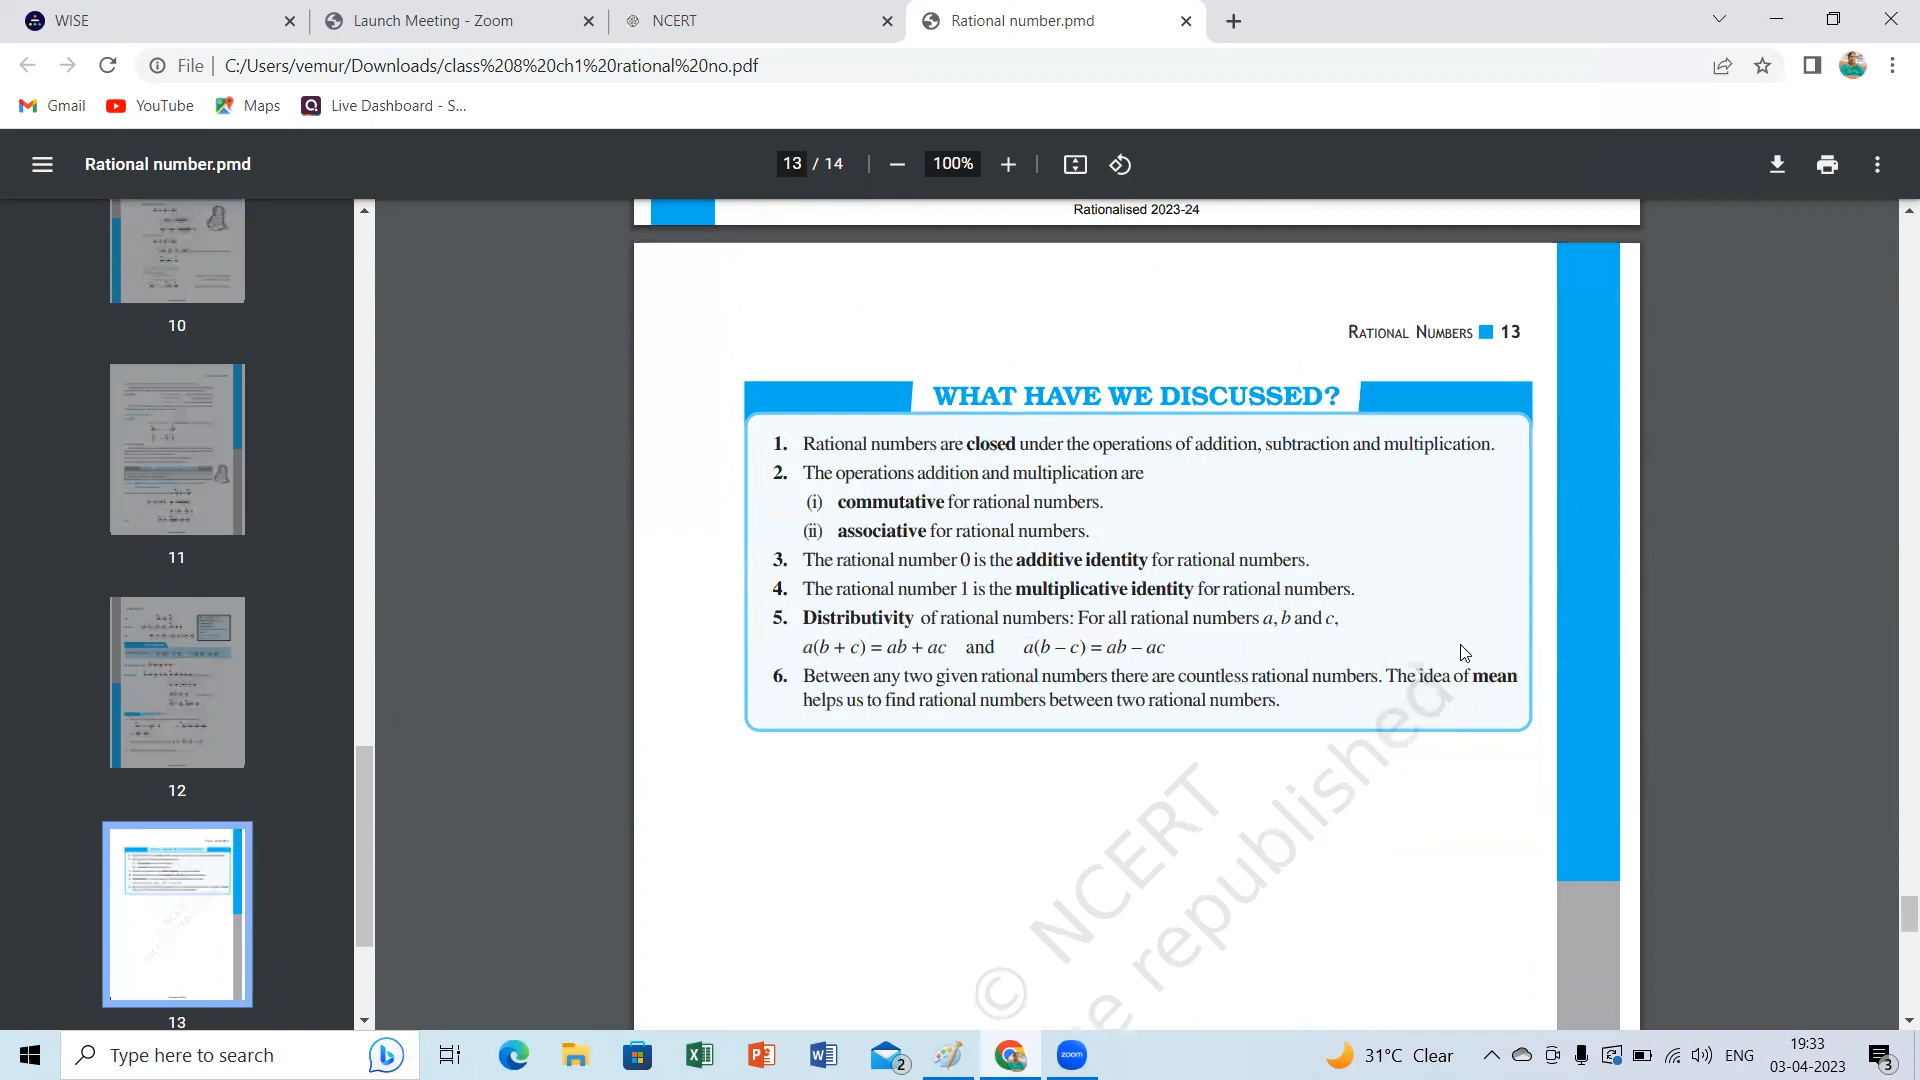 WISE
Launch Meeting - Zoom
NCERT
Rational number.pmd
File
C:/Users/vemur/Downloads/class%208%20ch1%20rational%20no.pdf
Gmail
YouTube
Maps
Live Dashboard - S...
Rational number.pmd
13 / 14
100%
10
11
12
13
Rationalised 2023-24
RATIONAL NUMBERS 13
WHAT HAVE WE DISCUSSED?
1. Rational numbers are closed under the operations of addition, subtraction and multiplication.
2. The operations addition and multiplication are
(i) commutative for rational numbers.
(ii) associative for rational numbers.
3. The rational number 0 is the additive identity for rational numbers.
4. The rational number 1 is the multiplicative identity for rational numbers.
5. Distributivity of rational numbers: For all rational numbers a, b and c,
a(b + c) = ab + ac and a(b – c) = ab – ac
6. Between any two given rational numbers there are countless rational numbers. The idea of mean
helps us to find rational numbers between two rational numbers.
© NCERT
e republished
Type here to search
2
zoom
31°C Clear
ENG
19:33
03-04-2023
3